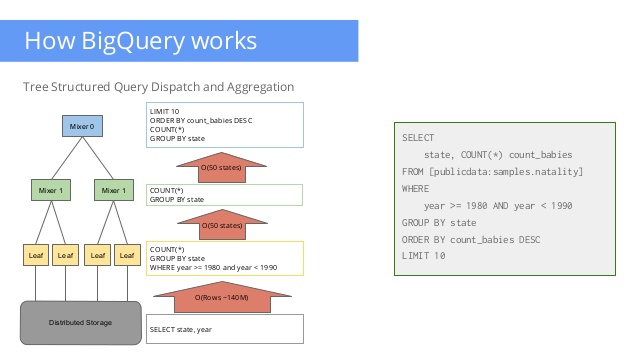 How BigQuery works
Tree Structured Query Dispatch and Aggregation
Mixer 0
Mixer 1
Mixer 1
Leaf
Leaf
Leaf
Leaf
Distributed Storage
LIMIT 10
ORDER BY count_babies DESC
COUNT(*)
GROUP BY state
O(50 states)
COUNT(*)
GROUP BY state
O(50 states)
COUNT(*)
GROUP BY state
WHERE year >= 1980 and year < 1990
O(Rows ~140M)
SELECT state, year
SELECT
state, COUNT(*) count_babies
FROM [publicdata:samples.natality]
WHERE
year >= 1980 AND year < 1990
GROUP BY state
ORDER BY count_babies DESC
LIMIT 10